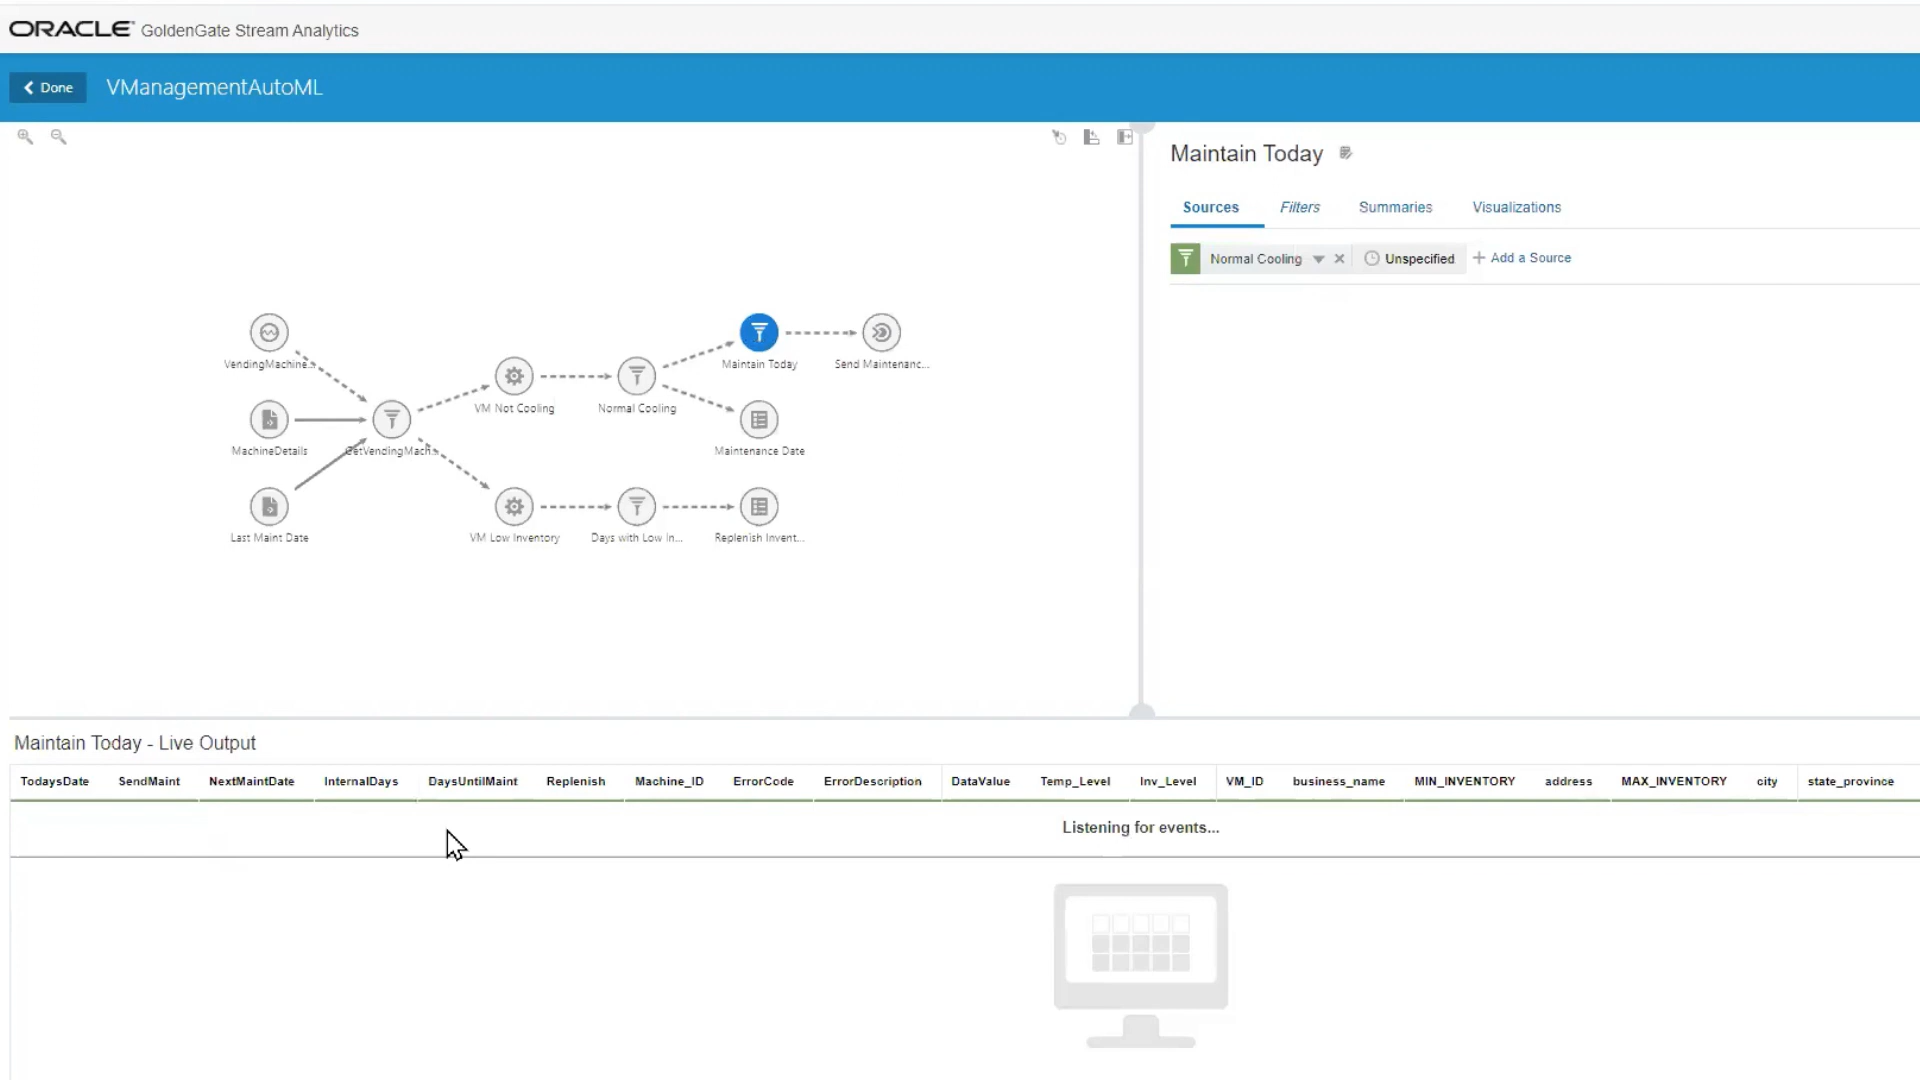 ORACLE GoldenGate Stream Analytics
Done VManagementAutoML
Maintain Today
Sources Filters Summaries Visualizations
Normal Cooling Unspecified Add a Source
VendingMachine...
Maintain Today
Send Maintenanc...
VM Not Cooling
Normal Cooling
MachineDetails
GetVendingMach...
Maintenance Date
Last Maint Date
VM Low Inventory
Days with Low In...
Replenish Invent...
Maintain Today - Live Output
TodaysDate SendMaint NextMaintDate InternalDays DaysUntilMaint Replenish Machine_ID ErrorCode ErrorDescription DataValue Temp_Level Inv_Level VM_ID business_name MIN_INVENTORY address MAX_INVENTORY city state_province
Listening for events...